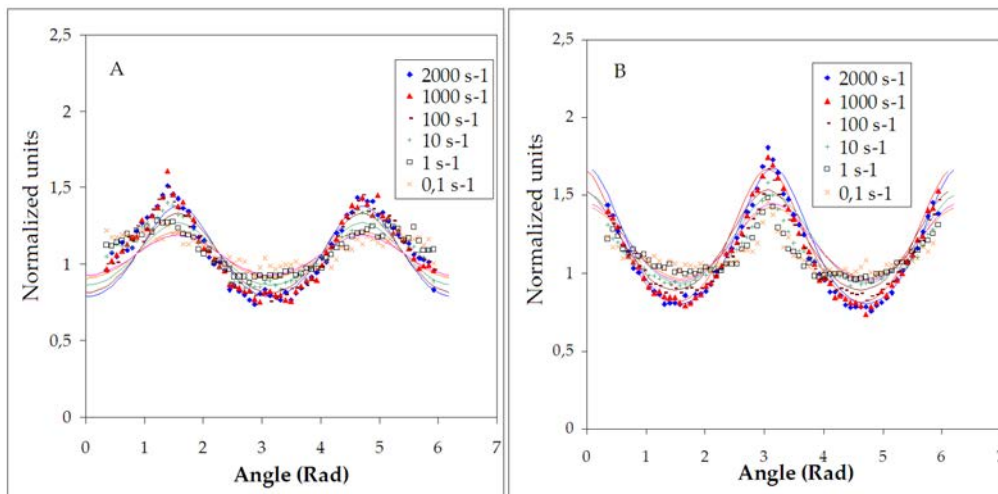 2,5
A
2000 s-1
1000 s-1
100 s-1
10 s-1
1 s-1
0,1 s-1
2
1,5
1
0,5
0
0 1 2 3 4 5 6 7
Normalized units
Angle (Rad)
2,5
B
2000 s-1
1000 s-1
100 s-1
10 s-1
1 s-1
0,1 s-1
2
1,5
1
0,5
0
0 1 2 3 4 5 6 7
Normalized units
Angle (Rad)